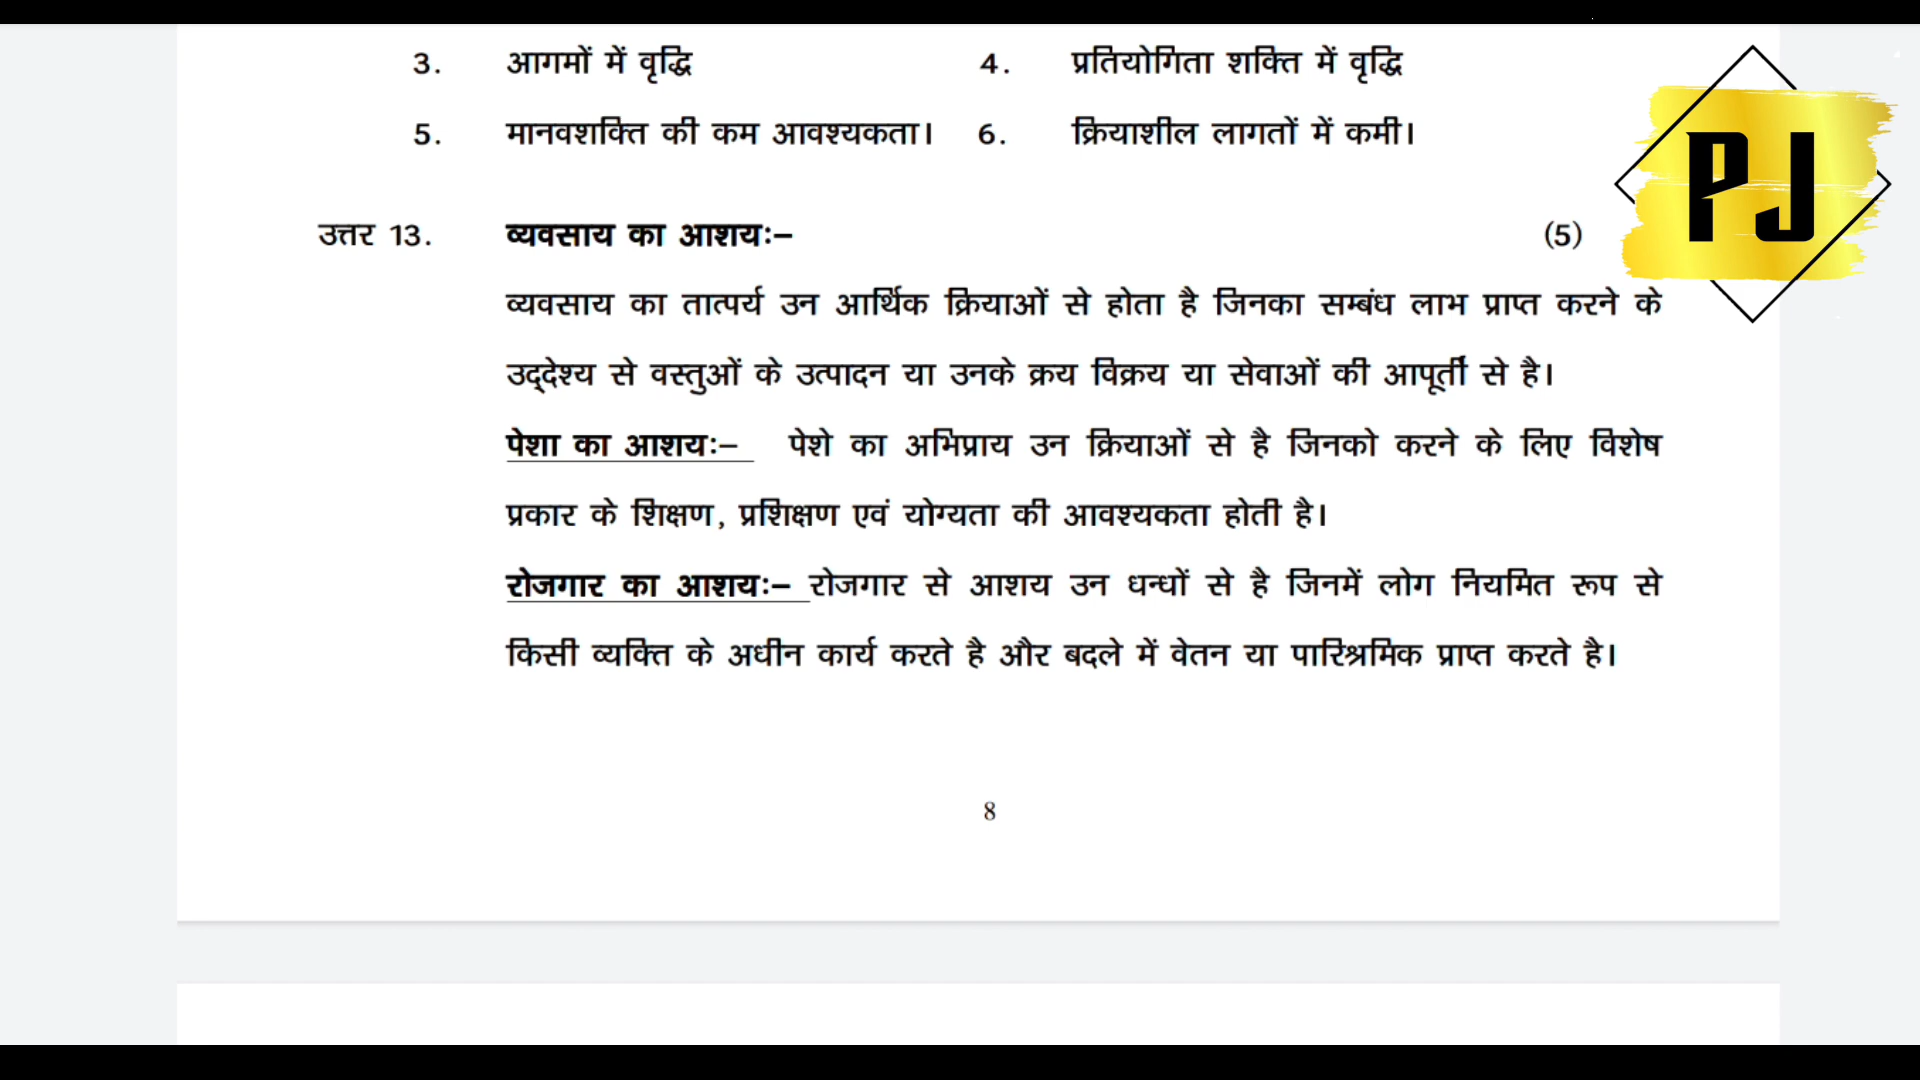 3. आगमों में वृद्धि 4. प्रतियोगिता शक्ति में वृद्धि
5. मानवशक्ति की कम आवश्यकता। 6. क्रियाशील लागतों में कमी।
उत्तर 13. व्यवसाय का आशयः– (5)
व्यवसाय का तात्पर्य उन आर्थिक क्रियाओं से होता है जिनका सम्बंध लाभ प्राप्त करने के
उद्देश्य से वस्तुओं के उत्पादन या उनके क्रय विक्रय या सेवाओं की आपूर्ती से है।
पेशा का आशयः– पेशे का अभिप्राय उन क्रियाओं से है जिनको करने के लिए विशेष
प्रकार के शिक्षण, प्रशिक्षण एवं योग्यता की आवश्यकता होती है।
रोजगार का आशयः– रोजगार से आशय उन धन्धों से है जिनमें लोग नियमित रूप से
किसी व्यक्ति के अधीन कार्य करते है और बदले में वेतन या पारिश्रमिक प्राप्त करते है।
8
PJ